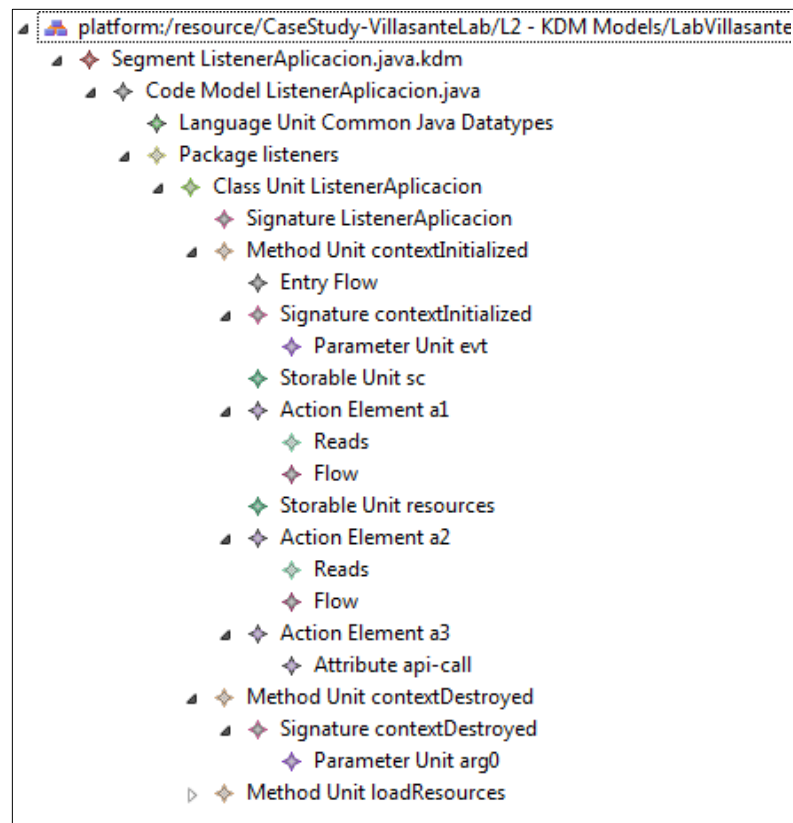 platform:/resource/CaseStudy-VillasanteLab/L2 - KDM Models/LabVillasante
Segment ListenerAplicacion.java.kdm
Code Model ListenerAplicacion.java
Language Unit Common Java Datatypes
Package listeners
Class Unit ListenerAplicacion
Signature ListenerAplicacion
Method Unit contextInitialized
Entry Flow
Signature contextInitialized
Parameter Unit evt
Storable Unit sc
Action Element a1
Reads
Flow
Storable Unit resources
Action Element a2
Reads
Flow
Action Element a3
Attribute api-call
Method Unit contextDestroyed
Signature contextDestroyed
Parameter Unit arg0
Method Unit loadResources